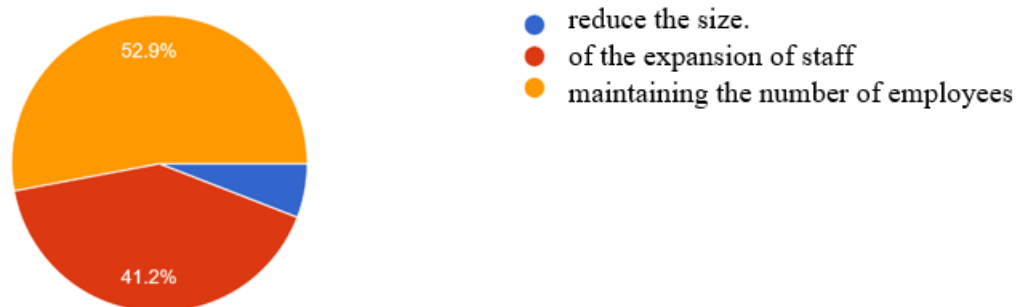 52.9%
41.2%
reduce the size.
of the expansion of staff
maintaining the number of employees